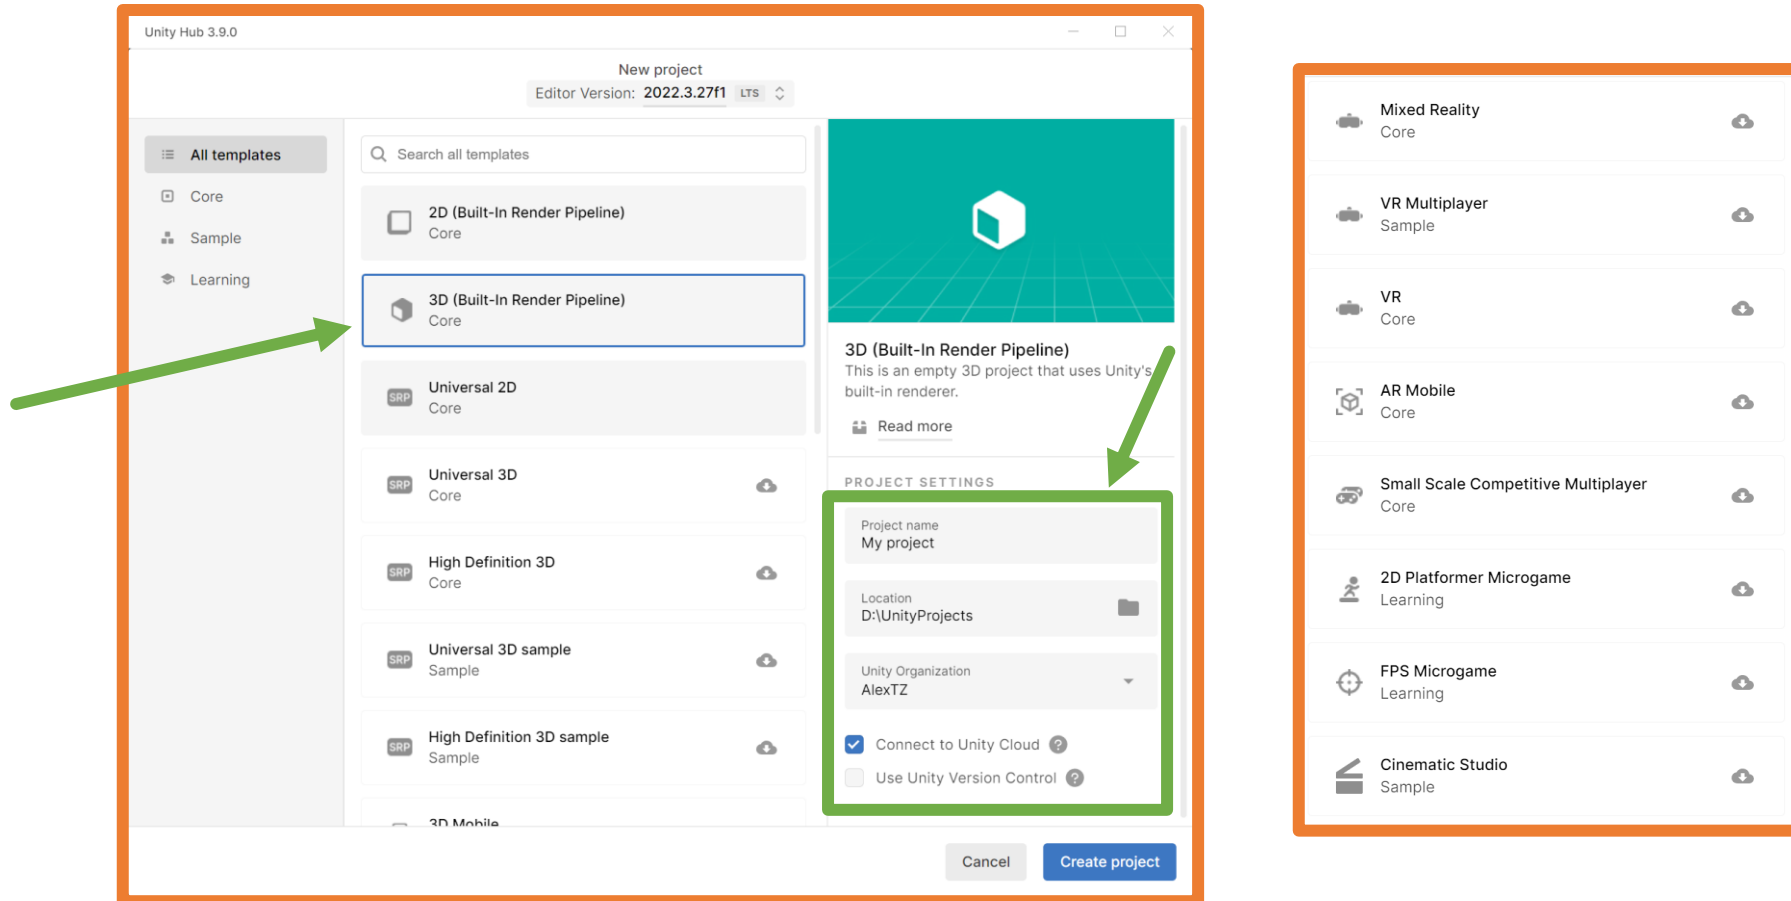 Unity Hub 3.9.0
New project
Editor Version: 2022.3.27f1 LTS
All templates
Core
Sample
Learning
Search all templates
2D (Built-In Render Pipeline)
Core
3D (Built-In Render Pipeline)
Core
SRP
Universal 2D
Core
SRP
Universal 3D
Core
SRP
High Definition 3D
Core
SRP
Universal 3D sample
Sample
SRP
High Definition 3D sample
Sample
3D Mobile
3D (Built-In Render Pipeline)
This is an empty 3D project that uses Unity's
built-in renderer.
Read more
PROJECT SETTINGS
Project name
My project
Location
D:\UnityProjects
Unity Organization
AlexTZ
Connect to Unity Cloud ?
Use Unity Version Control ?
Cancel
Create project
Mixed Reality
Core
VR Multiplayer
Sample
VR
Core
AR Mobile
Core
Small Scale Competitive Multiplayer
Core
2D Platformer Microgame
Learning
FPS Microgame
Learning
Cinematic Studio
Sample